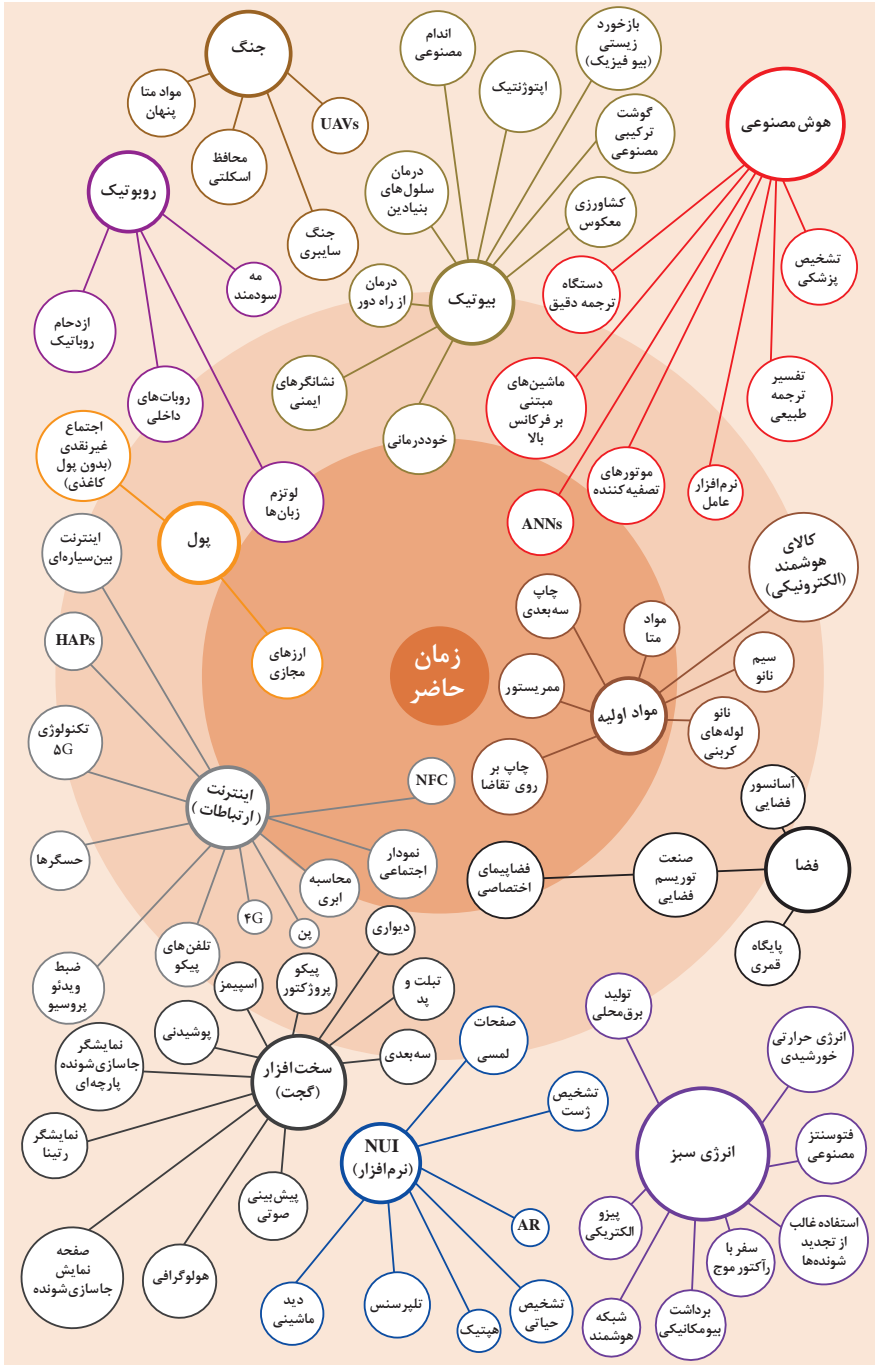 جنگ
مواد متا
پنهان
محافظ
اسکلتی
UAVs
جنگ
سایبری
روبوتیک
مه
سودمند
ازدحام
روباتیک
روبات‌های
داخلی
لوتزم
زبان‌ها
بیوتیک
اندام
مصنوعی
اپتوژنتیک
بازخورد
زیستی
(بیو فیزیک)
گوشت
ترکیبی
مصنوعی
کشاورزی
معکوس
درمان
سلول‌های
بنیادین
درمان
از راه دور
نشانگرهای
ایمنی
خوددرمانی
هوش مصنوعی
تشخیص
پزشکی
دستگاه
ترجمه دقیق
ماشین‌های
مبتنی
بر فرکانس
بالا
تفسیر
ترجمه
طبیعی
موتورهای
تصفیه‌کننده
نرم‌افزار
عامل
ANNs
پول
اجتماع
غیرنقدی
(بدون پول
کاغذی)
ارزهای
مجازی
زمان
حاضر
مواد اولیه
کالای
هوشمند
(الکترونیکی)
چاپ
سه‌بعدی
مواد
متا
سیم
نانو
ممریستور
نانو
لوله‌های
کربنی
چاپ بر
روی تقاضا
اینترنت
(ارتباطات)
اینترنت
بین‌سیاره‌ای
HAPs
تکنولوژی
۵G
حسگرها
ضبط
ویدئو
پروسیو
تلفن‌های
پیکو
۴G
پن
محاسبه
ابری
نمودار
اجتماعی
NFC
فضا
آسانسور
فضایی
صنعت
توریسم
فضایی
فضاپیمای
اختصاصی
پایگاه
قمری
سخت‌افزار
(گجت)
دیواری
پیکو
پروژکتور
اسپیمز
تبلت و
پد
پوشیدنی
سه‌بعدی
نمایشگر
جاسازی‌شونده
پارچه‌ای
نمایشگر
رتینا
پیش‌بینی
صوتی
صفحه
نمایش
جاسازی‌شونده
هولوگرافی
NUI
(نرم‌افزار)
صفحات
لمسی
تشخیص
ژست
AR
تشخیص
حیاتی
هپتیک
تلپرسنس
دید
ماشینی
انرژی سبز
تولید
برق‌محلی
انرژی حرارتی
خورشیدی
فتوسنتز
مصنوعی
استفاده غالب
از تجدید
شونده‌ها
پیزو
الکتریکی
سفر با
رآکتور موج
برداشت
بیومکانیکی
شبکه
هوشمند